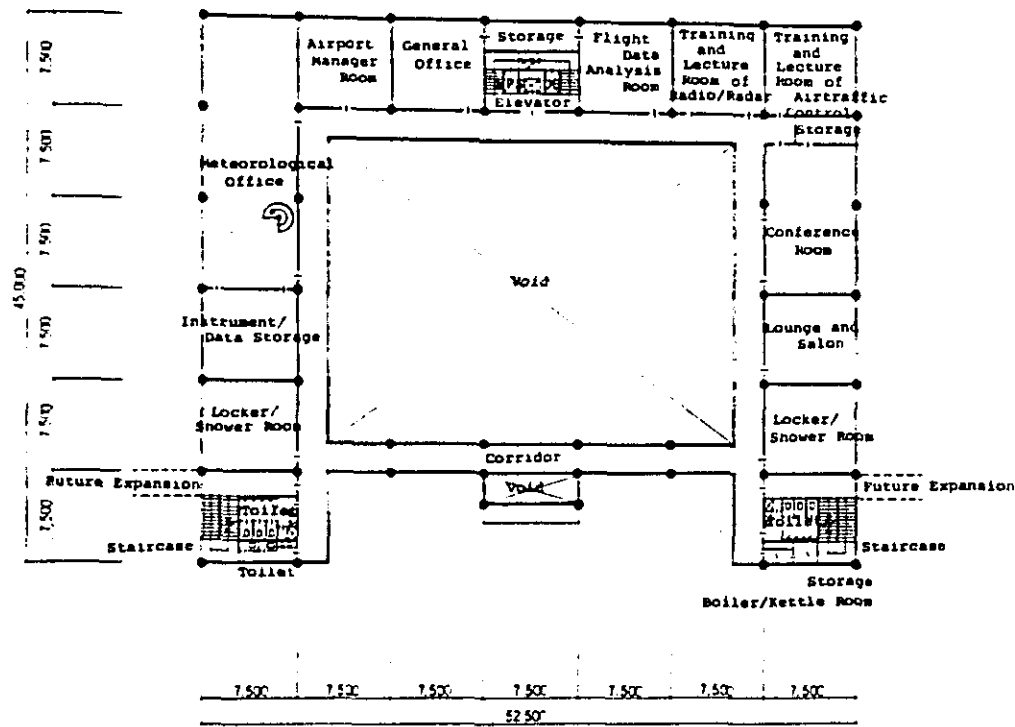 Airport
Manager
Room
General
Office
Storage
Elevator
Flight
Data
Analysis
Room
Training
and
Lecture
Room of
Radio/Radar
Training
and
Lecture
Room of
Airtraffic
Control
Storage
Meteorological
Office
Conference
Room
Void
Instrument/
Data Storage
Lounge and
Salon
Locker/
Shower Room
Locker/
Shower Room
Corridor
Void
Future Expansion
Future Expansion
Toilet
Toilet
Staircase
Staircase
Toilet
Storage
Boiler/Kettle Room
7,500
7,500
7,500
7,500
7,500
7,500
45,000
7,500 7,500 7,500 7,500 7,500 7,500 7,500
52,50